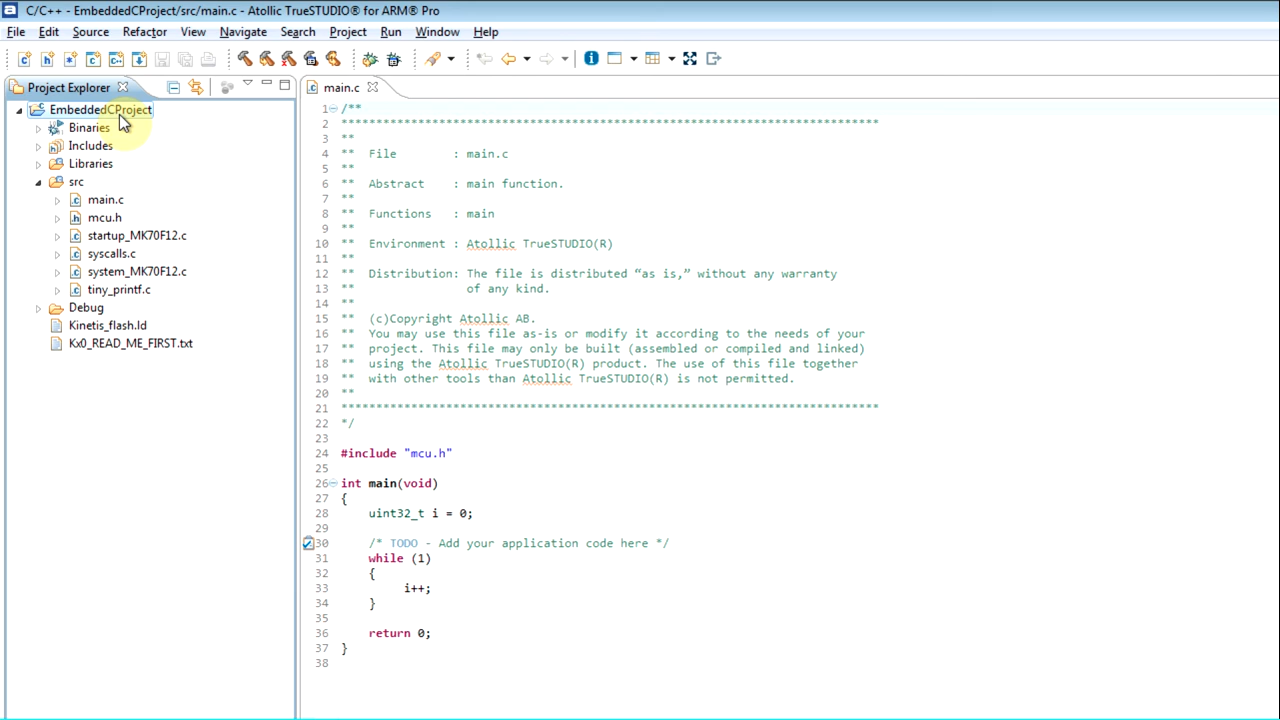 C/C++ - EmbeddedCProject/src/main.c - Atollic TrueSTUDIO® for ARM® Pro
File Edit Source Refactor View Navigate Search Project Run Window Help
Project Explorer
main.c
EmbeddedCProject
Binaries
Includes
Libraries
src
main.c
mcu.h
startup_MK70F12.c
syscalls.c
system_MK70F12.c
tiny_printf.c
Debug
Kinetis_flash.ld
Kx0_READ_ME_FIRST.txt
1 /**
2 *****************************************************************************
3 **
4 **  File        : main.c
5 **
6 **  Abstract    : main function.
7 **
8 **  Functions   : main
9 **
10 **  Environment : Atollic TrueSTUDIO(R)
11 **
12 **  Distribution: The file is distributed “as is,” without any warranty
13 **                of any kind.
14 **
15 **  (c)Copyright Atollic AB.
16 **  You may use this file as-is or modify it according to the needs of your
17 **  project. This file may only be built (assembled or compiled and linked)
18 **  using the Atollic TrueSTUDIO(R) product. The use of this file together
19 **  with other tools than Atollic TrueSTUDIO(R) is not permitted.
20 **
21 *****************************************************************************
22 */
23
24 #include "mcu.h"
25
26 int main(void)
27 {
28     uint32_t i = 0;
29
30     /* TODO - Add your application code here */
31     while (1)
32     {
33          i++;
34     }
35
36     return 0;
37 }
38